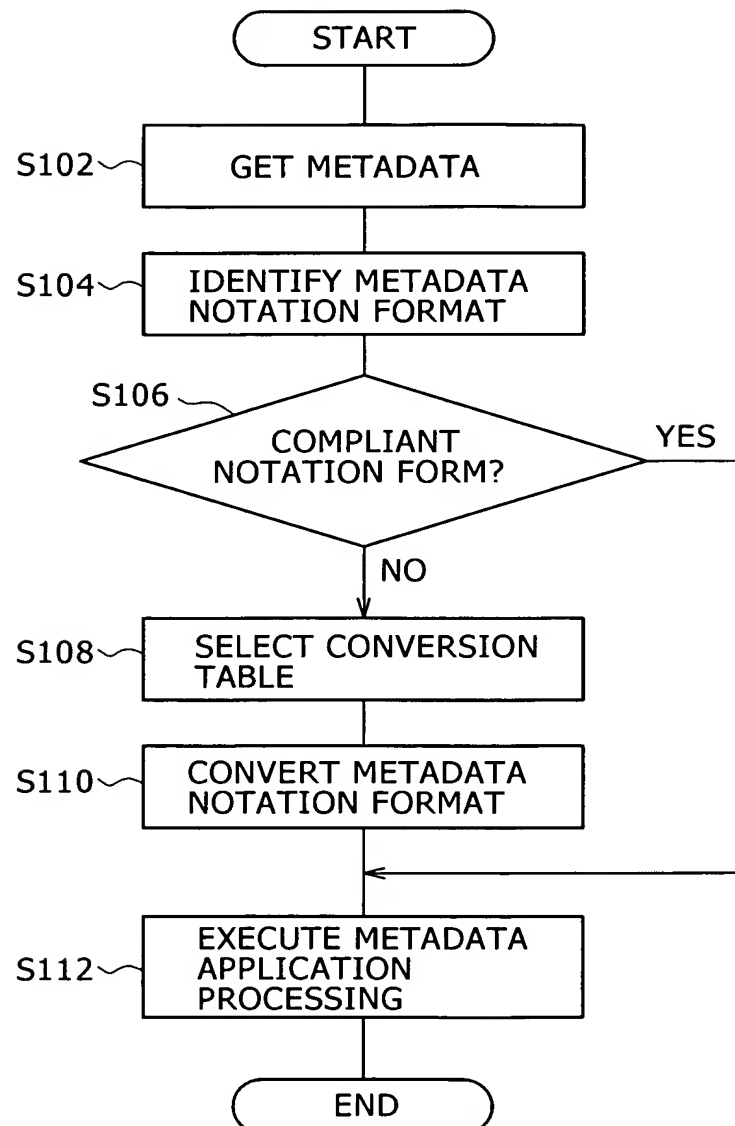 START
S102
GET METADATA
S104
IDENTIFY METADATA
NOTATION FORMAT
S106
COMPLIANT
NOTATION FORM?
YES
NO
S108
SELECT CONVERSION
TABLE
S110
CONVERT METADATA
NOTATION FORMAT
S112
EXECUTE METADATA
APPLICATION
PROCESSING
END